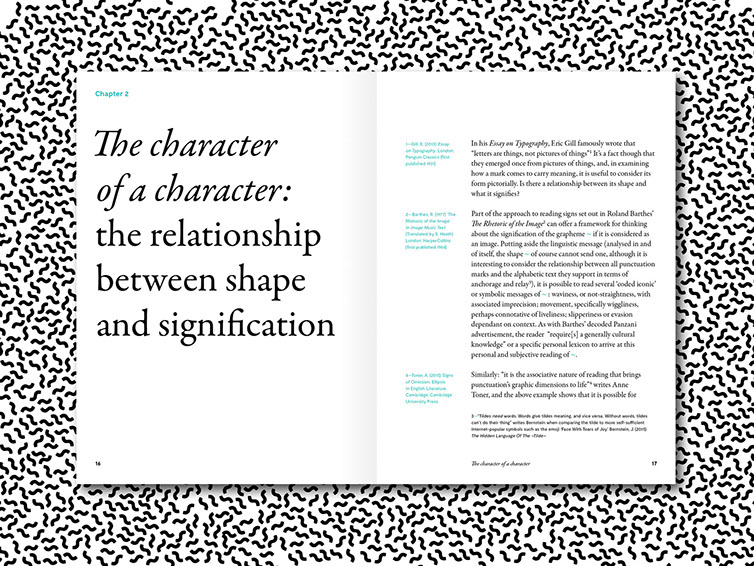 Chapter 2
The character
of a character:
the relationship
between shape
and signification
16
1—Gill, E. (2013) Essay
on Typography. London:
Penguin Classics [first
published 1931]
2—Barthes, R. (1977) The
Rhetoric of the Image
in Image Music Text
(Translated by S. Heath)
London: HarperCollins
[first published 1964]
4—Toner, A. (2015) Signs
of Omission: Ellipsis
in English Literature.
Cambridge: Cambridge
University Press
In his Essay on Typography, Eric Gill famously wrote that
“letters are things, not pictures of things”¹ It’s a fact though that
they emerged once from pictures of things, and, in examining
how a mark comes to carry meaning, it is useful to consider its
form pictorially. Is there a relationship between its shape and
what it signifies?
Part of the approach to reading signs set out in Roland Barthes’
The Rhetoric of the Image² can offer a framework for thinking
about the signification of the grapheme ~ if it is considered as
an image. Putting aside the linguistic message (analysed in and
of itself, the shape ~ of course cannot send one, although it is
interesting to consider the relationship between all punctuation
marks and the alphabetic text they support in terms of
anchorage and relay³), it is possible to read several ‘coded iconic’
or symbolic messages of ~ : waviness, or not-straightness, with
associated imprecision; movement, specifically wiggliness,
perhaps connotative of liveliness; slipperiness or evasion
dependant on context. As with Barthes’ decoded Panzani
advertisement, the reader “require[s] a generally cultural
knowledge” or a specific personal lexicon to arrive at this
personal and subjective reading of ~.
Similarly: “it is the associative nature of reading that brings
punctuation’s graphic dimensions to life”⁴ writes Anne
Toner, and the above example shows that it is possible for
3 —“Tildes need words. Words give tildes meaning, and vice versa. Without words, tildes
can’t do their thing” writes Bernstein when comparing the tilde to more self-sufficient
internet-popular symbols such as the emoji ‘Face With Tears of Joy’ Bernstein, J (2015)
The Hidden Language Of The ~Tilde~
The character of a character
17